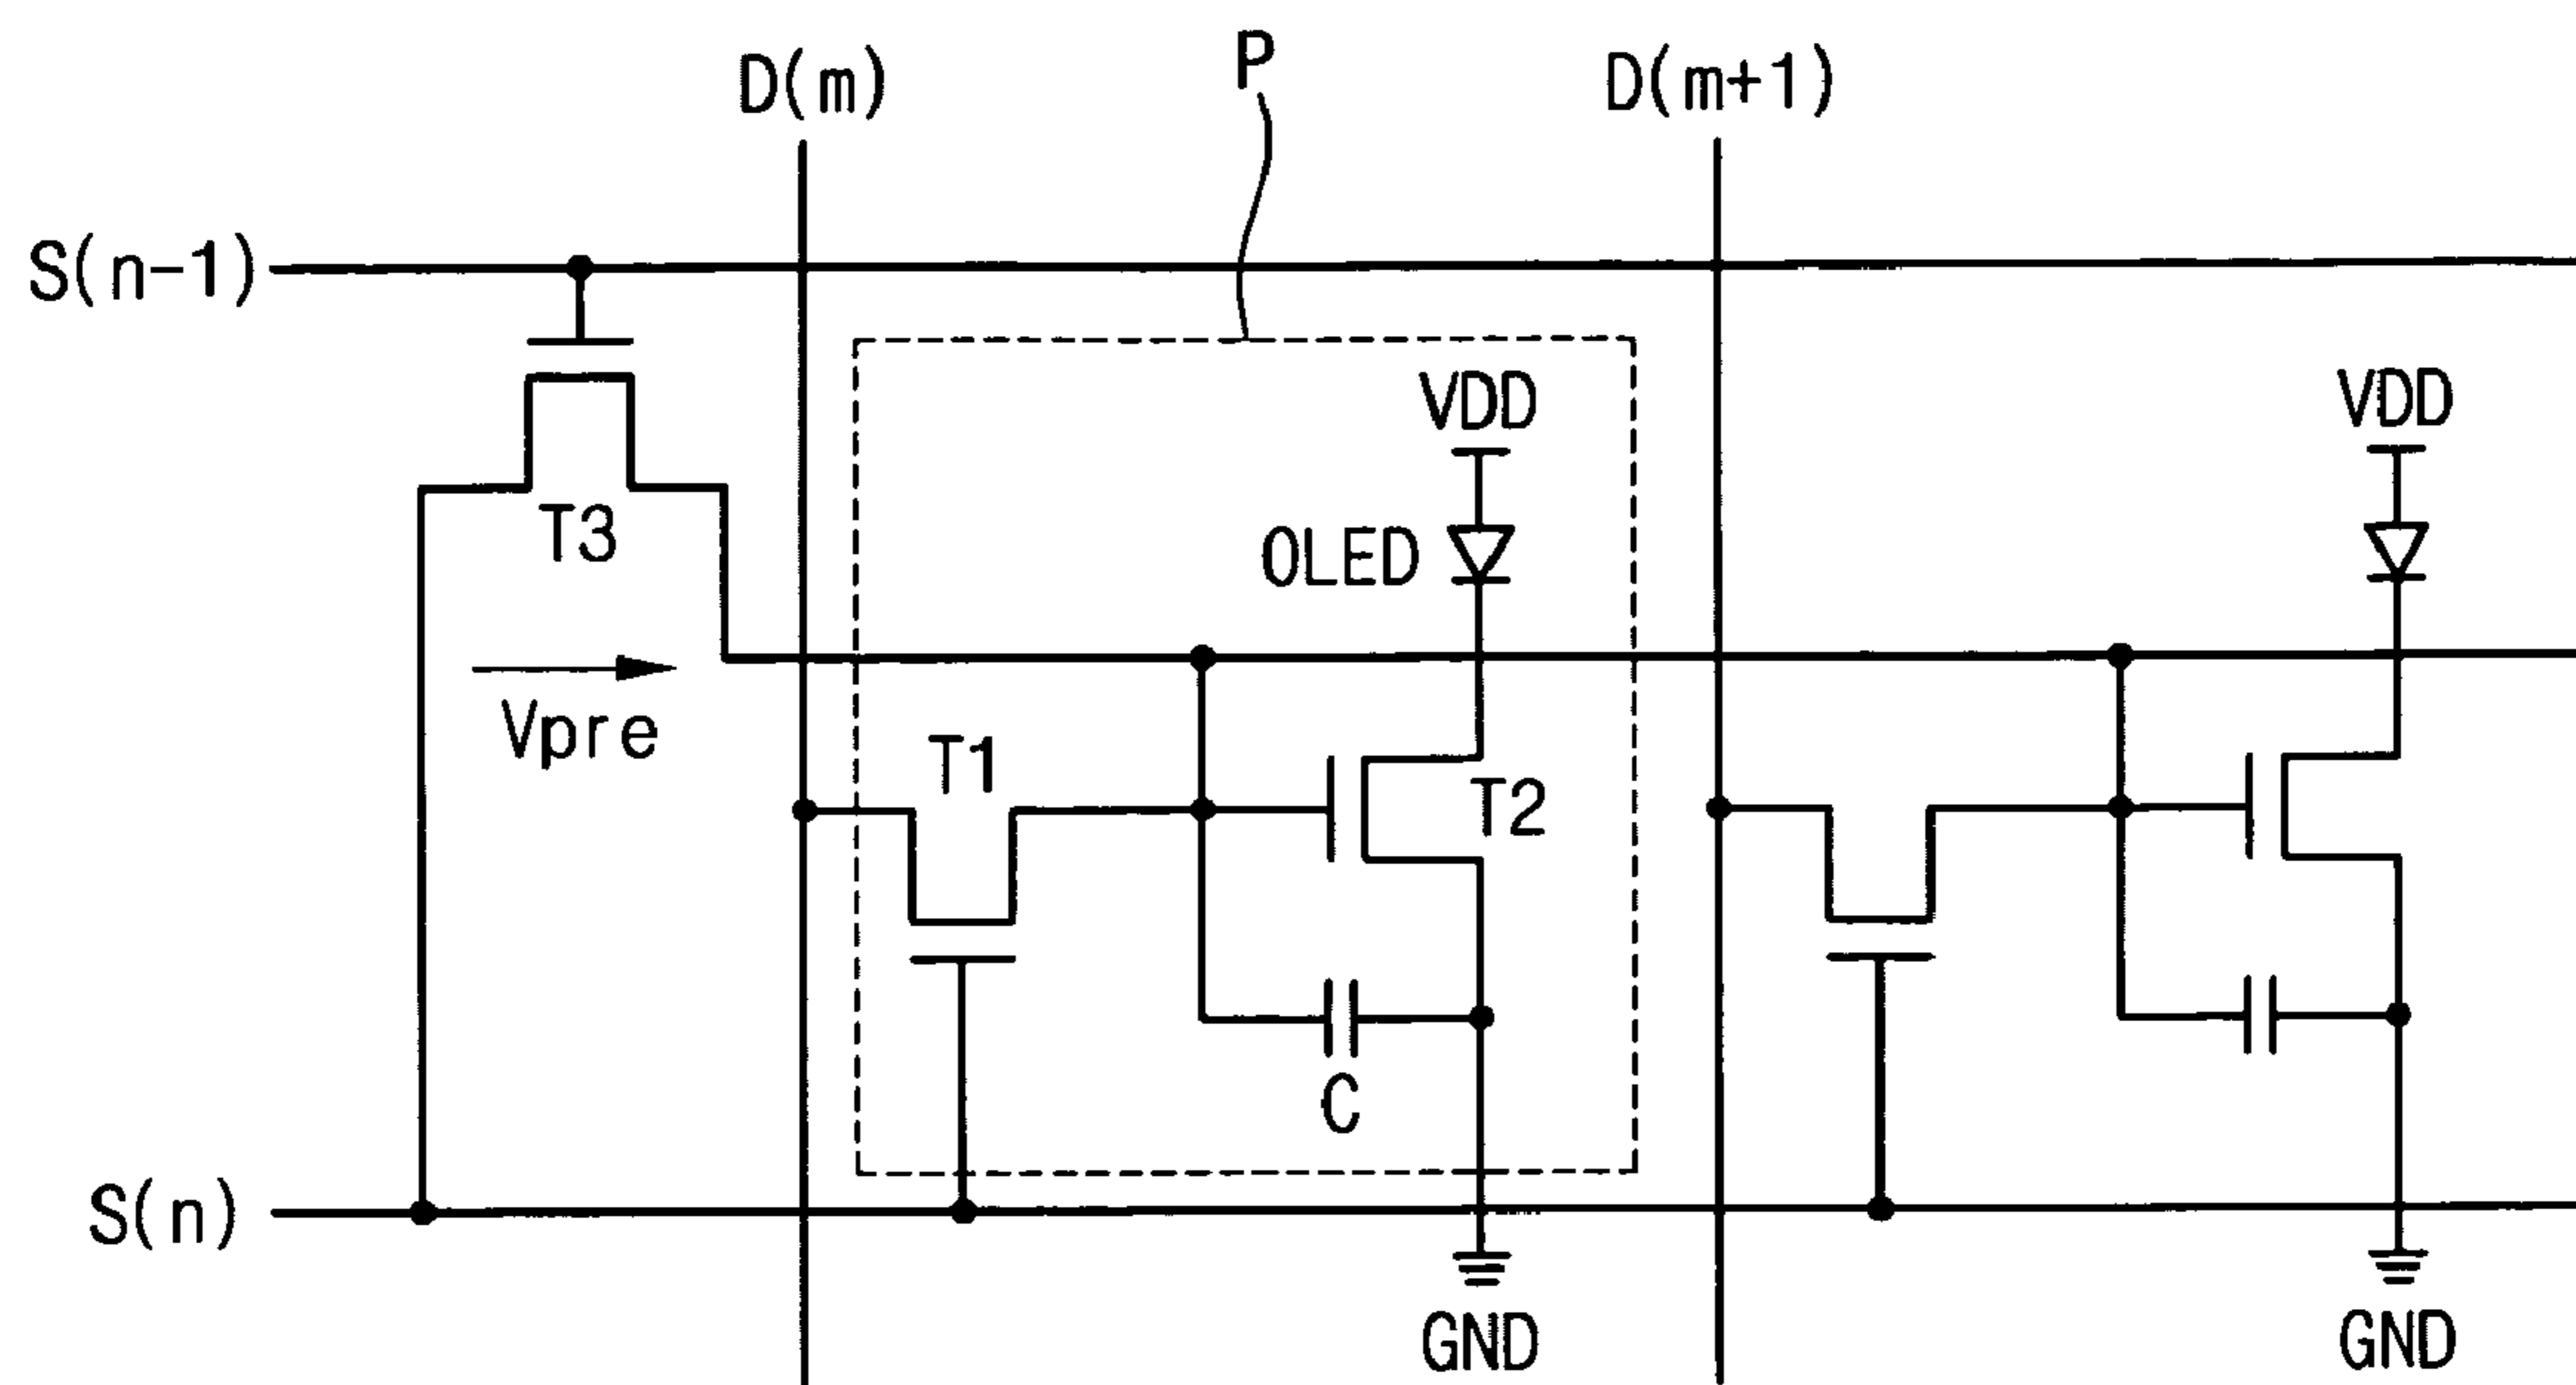 P
D(m)
D(m+1)
S(n-1)
VDD
VDD
T3
OLED
Vpre
T1
T2
C
S(n)
GND
GND